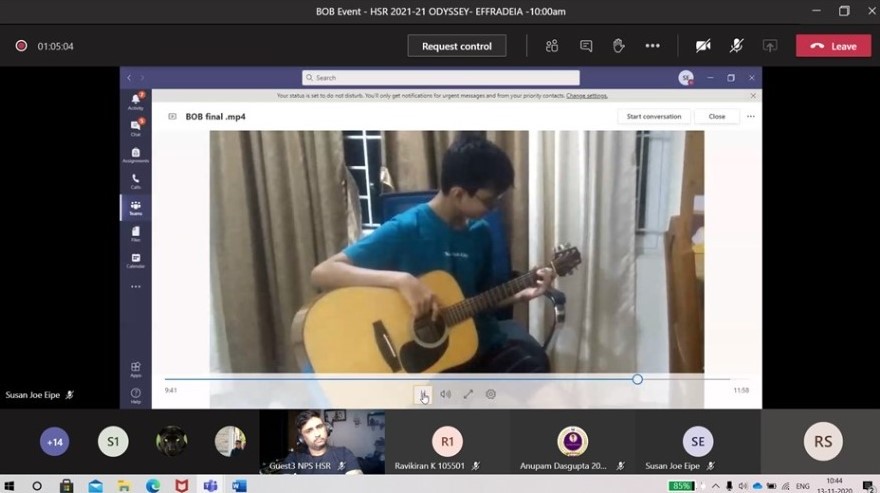 BOB Event - HSR 2021-21 ODYSSEY- EFFRADEIA -10:00am
01:05:04
Request control
Leave
Search
SE
Your status is set to do not disturb. You'll only get notifications for urgent messages and from your priority contacts. Change settings.
Activity
Chat
Assignments
Calls
Teams
Files
Calendar
Apps
Help
BOB final .mp4
Start conversation
Close
9:41
11:58
Susan Joe Eipe
+14
S1
Guest3 NPS HSR
R1
Ravikiran K 105501
Anupam Dasgupta 20...
SE
Susan Joe Eipe
RS
85%
ENG
10:44
13-11-2020